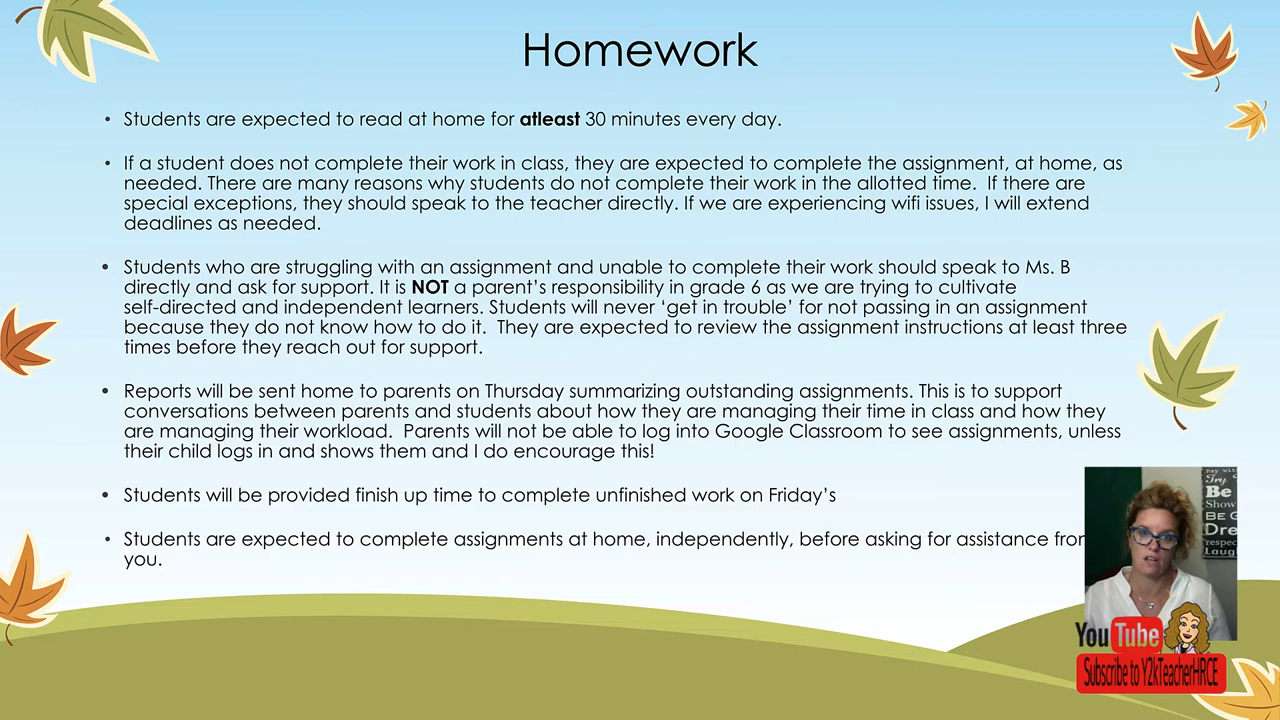 Homework
• Students are expected to read at home for atleast 30 minutes every day.
• If a student does not complete their work in class, they are expected to complete the assignment, at home, as
needed. There are many reasons why students do not complete their work in the allotted time.  If there are
special exceptions, they should speak to the teacher directly. If we are experiencing wifi issues, I will extend
deadlines as needed.
• Students who are struggling with an assignment and unable to complete their work should speak to Ms. B
directly and ask for support. It is NOT a parent’s responsibility in grade 6 as we are trying to cultivate
self-directed and independent learners. Students will never ‘get in trouble’ for not passing in an assignment
because they do not know how to do it.  They are expected to review the assignment instructions at least three
times before they reach out for support.
• Reports will be sent home to parents on Thursday summarizing outstanding assignments. This is to support
conversations between parents and students about how they are managing their time in class and how they
are managing their workload.  Parents will not be able to log into Google Classroom to see assignments, unless
their child logs in and shows them and I do encourage this!
• Students will be provided finish up time to complete unfinished work on Friday’s
• Students are expected to complete assignments at home, independently, before asking for assistance
you.
Try
Be
Show
Laug
YouTube
Subscribe to Y2kTeacherHRCE